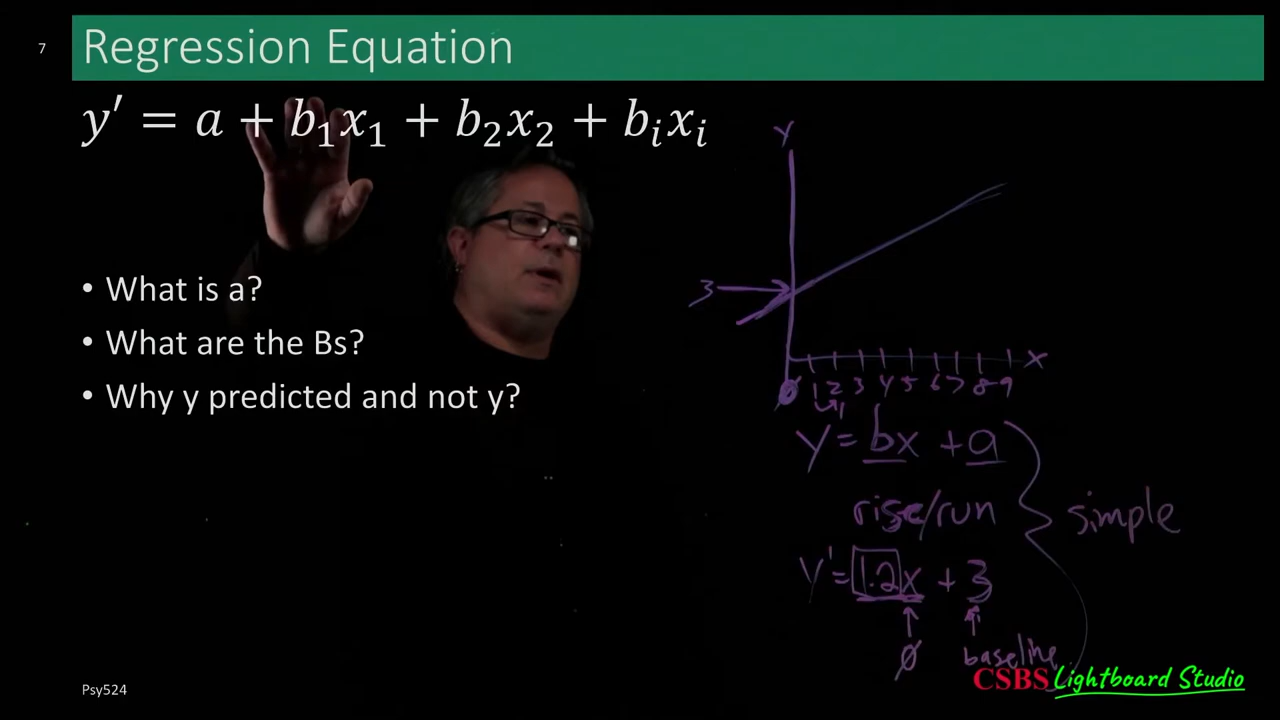 7
Regression Equation
y′ = a + b₁x₁ + b₂x₂ + bᵢxᵢ
• What is a?
• What are the Bs?
• Why y predicted and not y?
Y
3
x
0 1 2 3 4 5 6 7 8 9
1
y' = bx + a
rise/run
simple
y' = 1.2x + 3
∅ baseline
Psy524
CSBS Lightboard Studio